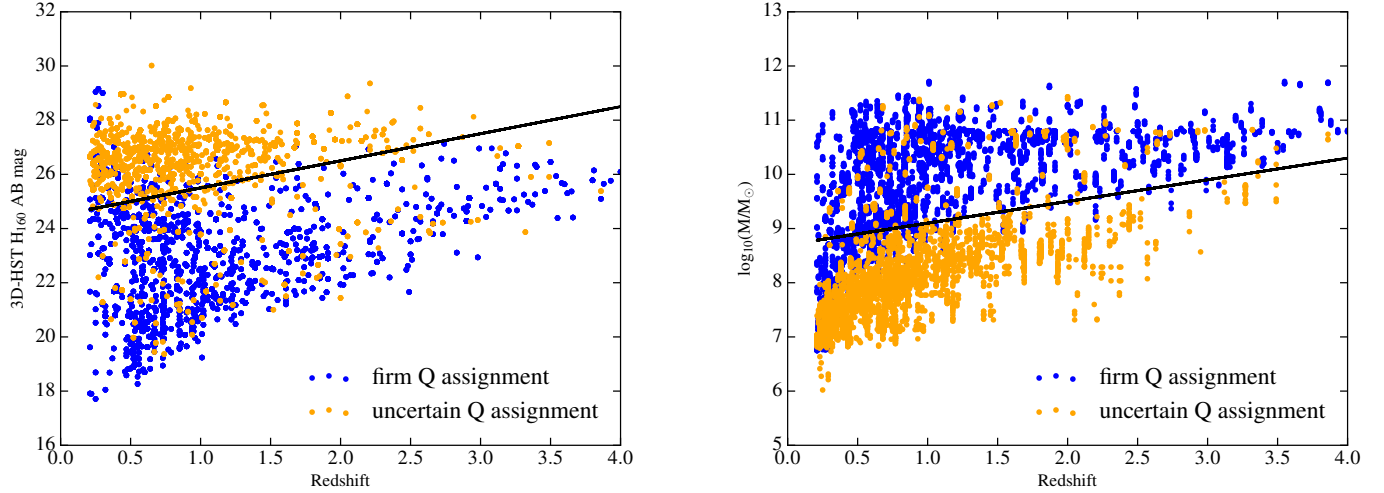 32
30
28
26
24
22
20
18
16
3D-HST H160 AB mag
firm Q assignment
uncertain Q assignment
0.0 0.5 1.0 1.5 2.0 2.5 3.0 3.5 4.0
Redshift
13
12
11
10
9
8
7
6
5
log10(M/M⊙)
firm Q assignment
uncertain Q assignment
0.0 0.5 1.0 1.5 2.0 2.5 3.0 3.5 4.0
Redshift